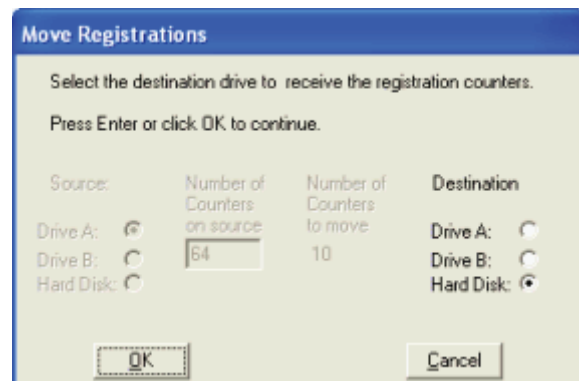 Move Registrations
Select the destination drive to receive the registration counters.
Press Enter or click OK to continue.
Source:
Number of
Counters
on source
Number of
Counters
to move
Destination
Drive A:
64
10
Drive A:
Drive B:
Drive B:
Hard Disk:
Hard Disk:
OK
Cancel